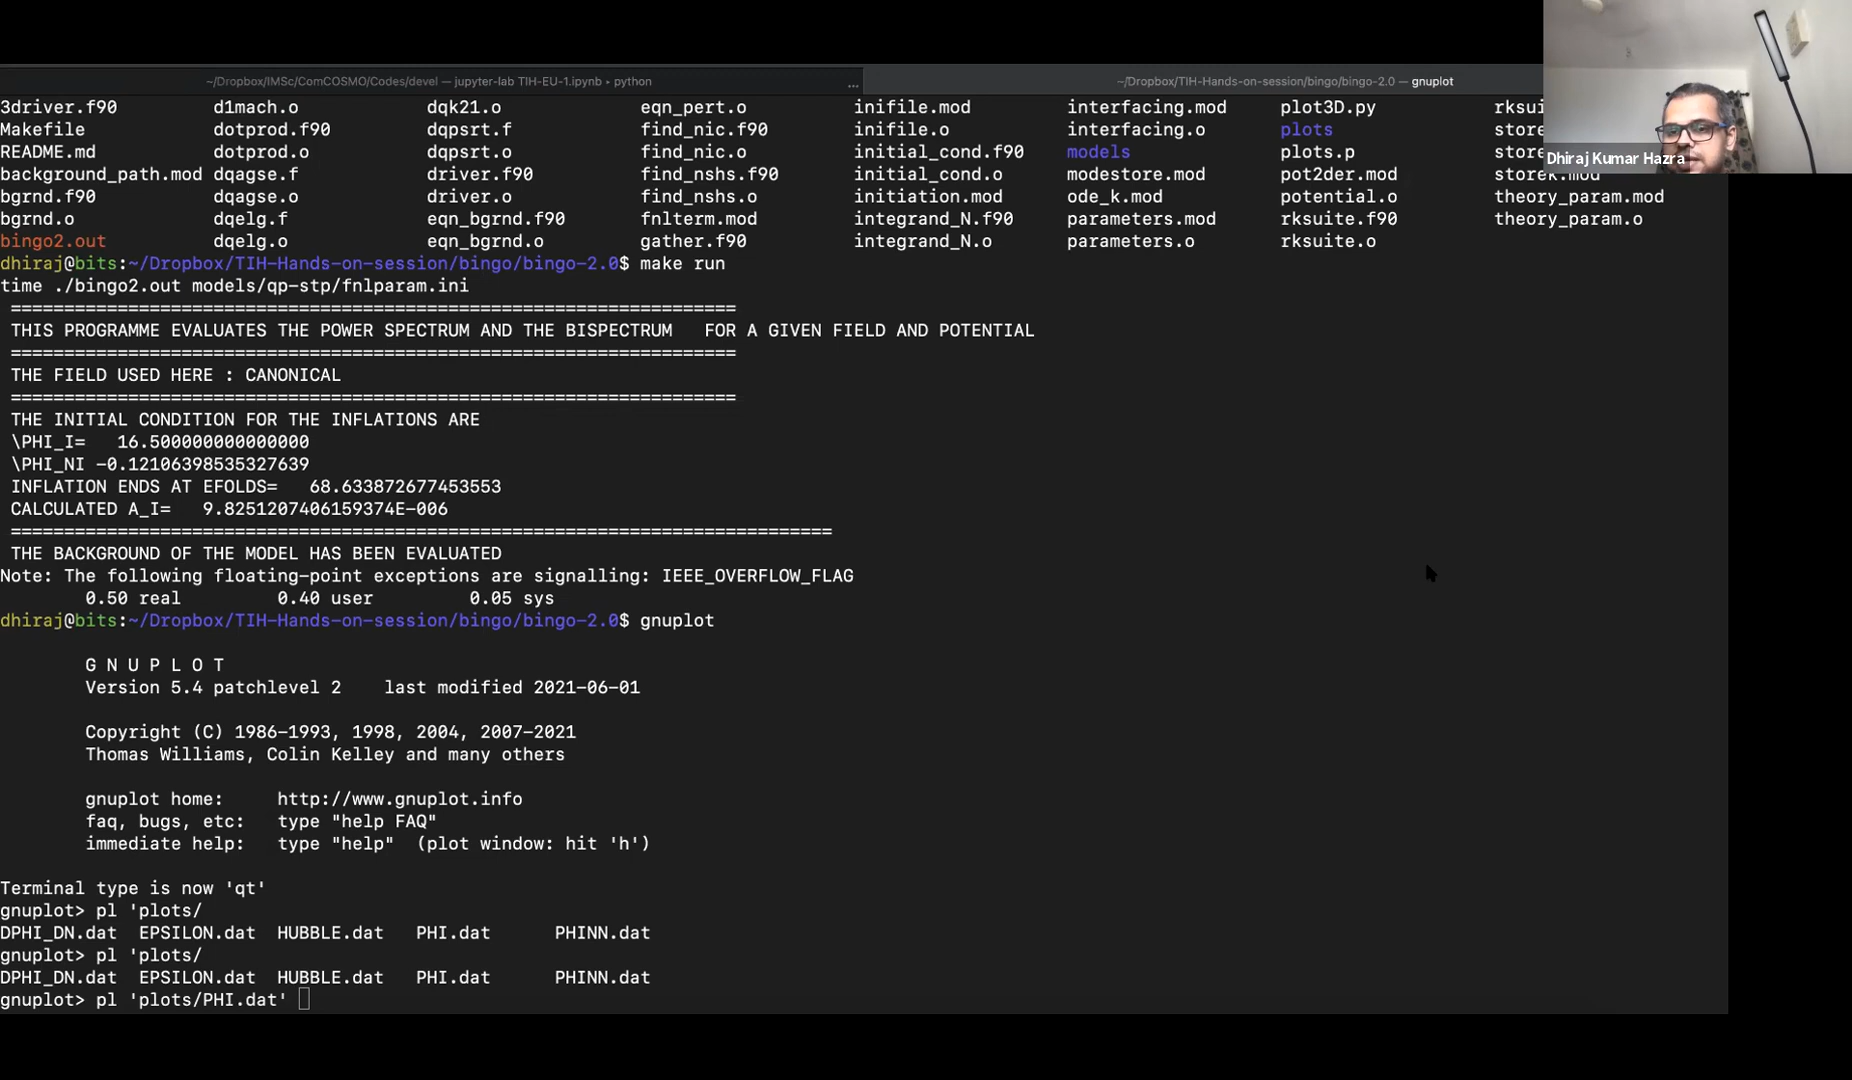 ~/Dropbox/IMSc/ComCOSMO/Codes/devel — jupyter-lab TIH-EU-1.ipynb ▸ python ... ~/Dropbox/TIH-Hands-on-session/bingo/bingo-2.0 — gnuplot
3driver.f90 d1mach.o dqk21.o eqn_pert.o inifile.mod interfacing.mod plot3D.py
Makefile dotprod.f90 dqpsrt.f find_nic.f90 inifile.o interfacing.o plots
README.md dotprod.o dqpsrt.o find_nic.o initial_cond.f90 models plots.p
Dhiraj Kumar Hazra
background_path.mod dqagse.f driver.f90 find_nshs.f90 initial_cond.o modestore.mod pot2der.mod storek.mod
bgrnd.f90 dqagse.o driver.o find_nshs.o initiation.mod ode_k.mod potential.o theory_param.mod
bgrnd.o dqelg.f eqn_bgrnd.f90 fnlterm.mod integrand_N.f90 parameters.mod rksuite.f90 theory_param.o
bingo2.out dqelg.o eqn_bgrnd.o gather.f90 integrand_N.o parameters.o rksuite.o
dhiraj@bits:~/Dropbox/TIH-Hands-on-session/bingo/bingo-2.0$ make run
time ./bingo2.out models/qp-stp/fnlparam.ini
====================================================================
THIS PROGRAMME EVALUATES THE POWER SPECTRUM AND THE BISPECTRUM   FOR A GIVEN FIELD AND POTENTIAL
====================================================================
THE FIELD USED HERE : CANONICAL
====================================================================
THE INITIAL CONDITION FOR THE INFLATIONS ARE
\PHI_I=   16.500000000000000
\PHI_NI -0.12106398535327639
INFLATION ENDS AT EFOLDS=   68.633872677453553
CALCULATED A_I=   9.8251207406159374E-006
=============================================================================
THE BACKGROUND OF THE MODEL HAS BEEN EVALUATED
Note: The following floating-point exceptions are signalling: IEEE_OVERFLOW_FLAG
0.50 real         0.40 user         0.05 sys
dhiraj@bits:~/Dropbox/TIH-Hands-on-session/bingo/bingo-2.0$ gnuplot
G N U P L O T
Version 5.4 patchlevel 2    last modified 2021-06-01
Copyright (C) 1986-1993, 1998, 2004, 2007-2021
Thomas Williams, Colin Kelley and many others
gnuplot home:     http://www.gnuplot.info
faq, bugs, etc:   type "help FAQ"
immediate help:   type "help"  (plot window: hit 'h')
Terminal type is now 'qt'
gnuplot> pl 'plots/
DPHI_DN.dat  EPSILON.dat  HUBBLE.dat   PHI.dat      PHINN.dat
gnuplot> pl 'plots/
DPHI_DN.dat  EPSILON.dat  HUBBLE.dat   PHI.dat      PHINN.dat
gnuplot> pl 'plots/PHI.dat'